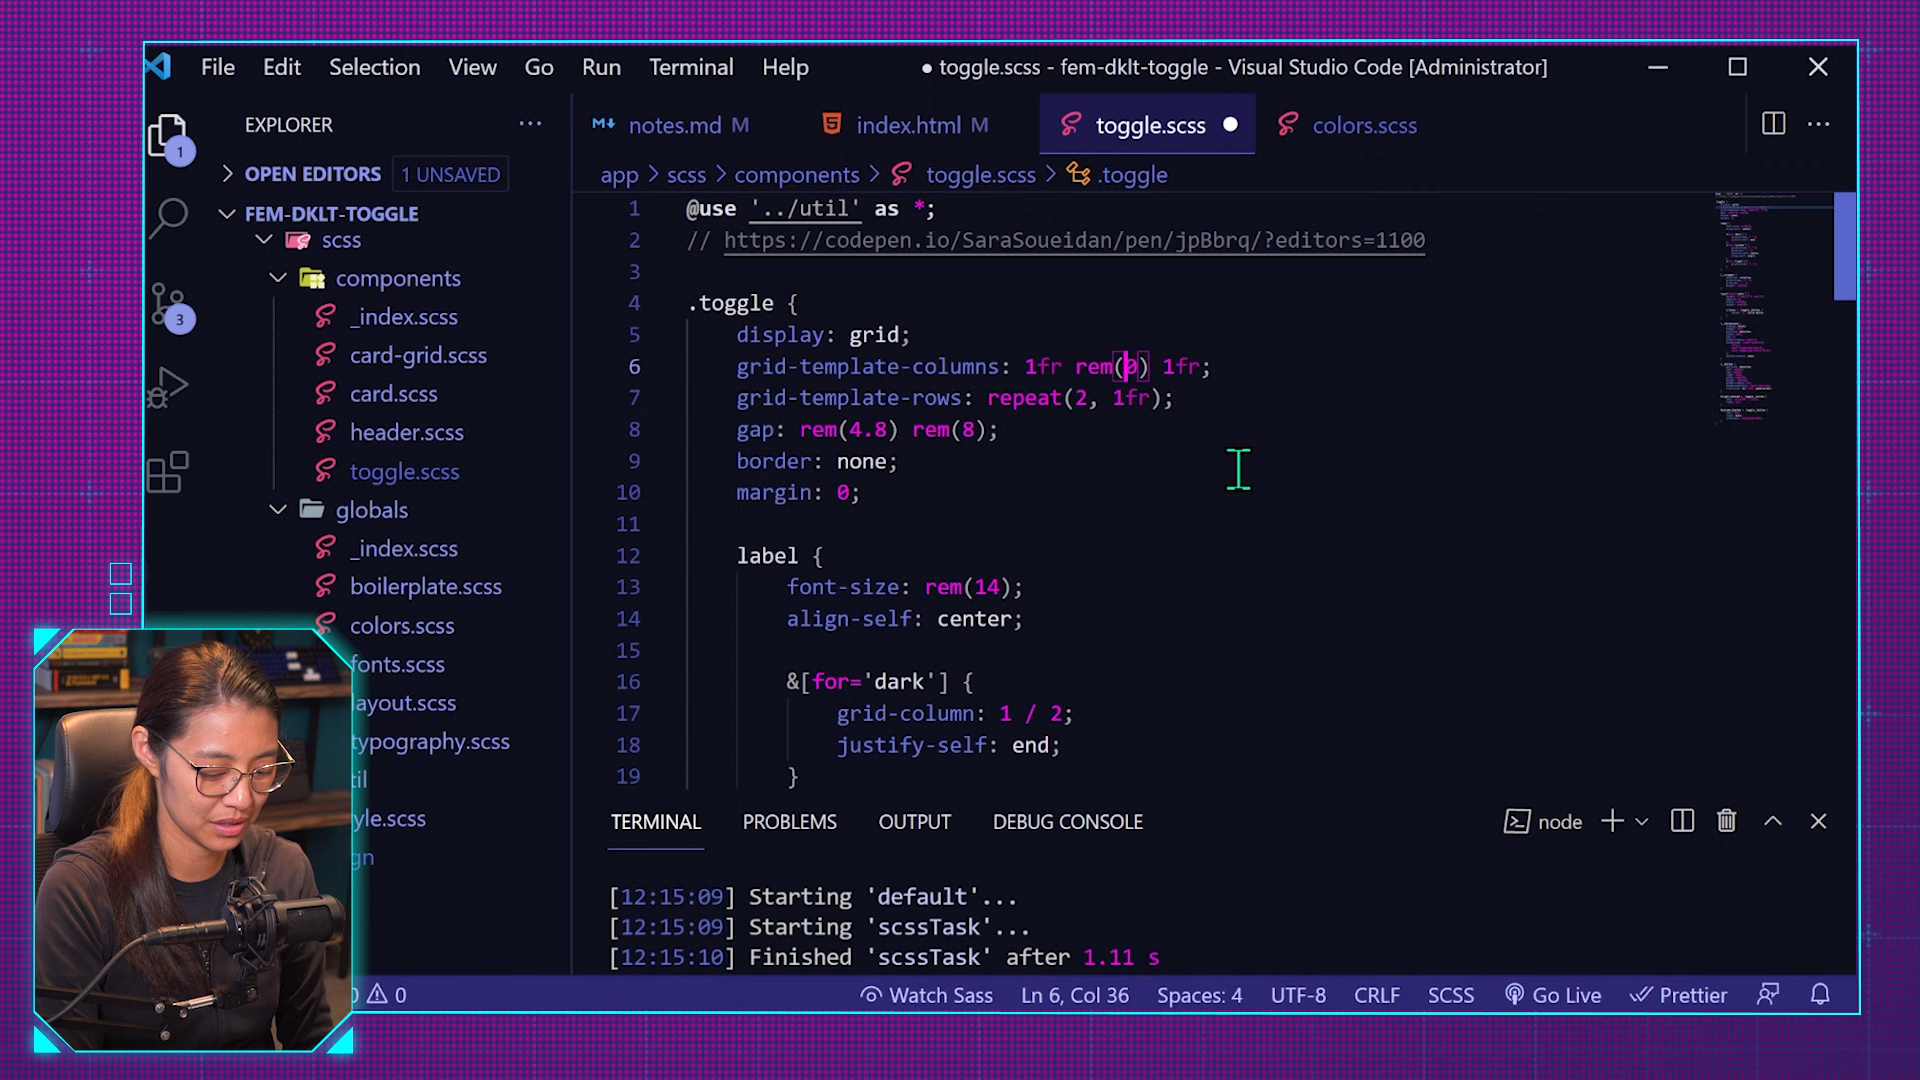 File Edit Selection View Go Run Terminal Help
● toggle.scss - fem-dklt-toggle - Visual Studio Code [Administrator]
EXPLORER
1
OPEN EDITORS 1 UNSAVED
FEM-DKLT-TOGGLE
scss
components
_index.scss
card-grid.scss
card.scss
header.scss
toggle.scss
globals
_index.scss
boilerplate.scss
colors.scss
fonts.scss
layout.scss
typography.scss
til
yle.scss
gn
3
notes.md M
index.html M
toggle.scss
colors.scss
app > scss > components > toggle.scss > .toggle
1 @use '../util' as *;
2 // https://codepen.io/SaraSoueidan/pen/jpBbrq/?editors=1100
3
4 .toggle {
5 display: grid;
6 grid-template-columns: 1fr rem(0) 1fr;
7 grid-template-rows: repeat(2, 1fr);
8 gap: rem(4.8) rem(8);
9 border: none;
10 margin: 0;
11
12 label {
13 font-size: rem(14);
14 align-self: center;
15
16 &[for='dark'] {
17 grid-column: 1 / 2;
18 justify-self: end;
19 }
TERMINAL PROBLEMS OUTPUT DEBUG CONSOLE
node
[12:15:09] Starting 'default'...
[12:15:09] Starting 'scssTask'...
[12:15:10] Finished 'scssTask' after 1.11 s
0 Watch Sass Ln 6, Col 36 Spaces: 4 UTF-8 CRLF SCSS Go Live Prettier